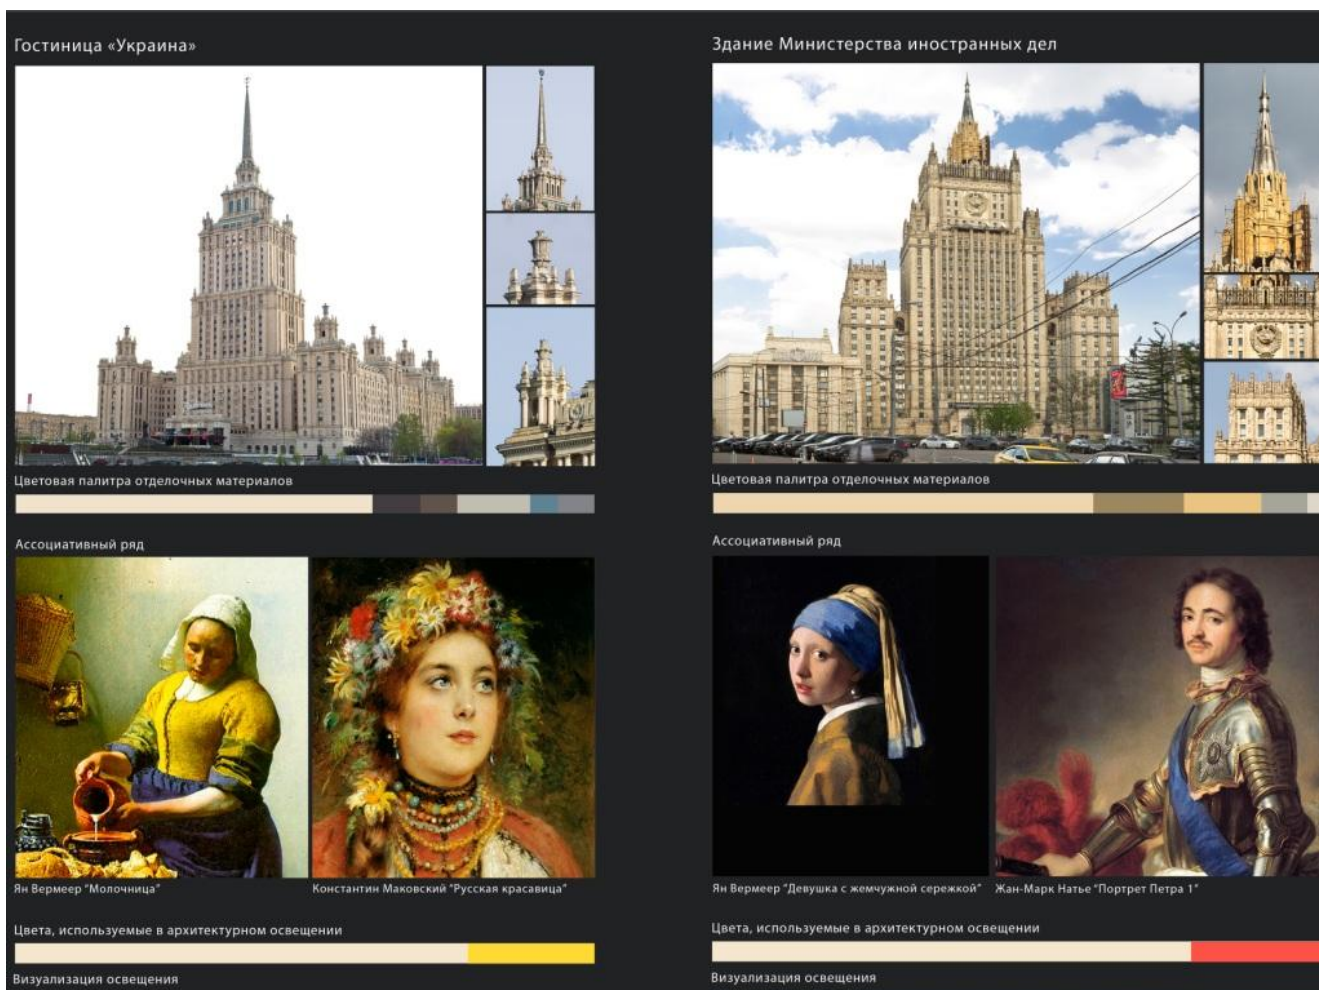 Гостиница «Украина»
Цветовая палитра отделочных материалов
Ассоциативный ряд
Ян Вермеер "Молочница"
Константин Маковский "Русская красавица"
Цвета, используемые в архитектурном освещении
Визуализация освещения
Здание Министерства иностранных дел
Цветовая палитра отделочных материалов
Ассоциативный ряд
Ян Вермеер "Девушка с жемчужной сережкой"
Жан-Марк Натье "Портрет Петра 1"
Цвета, используемые в архитектурном освещении
Визуализация освещения